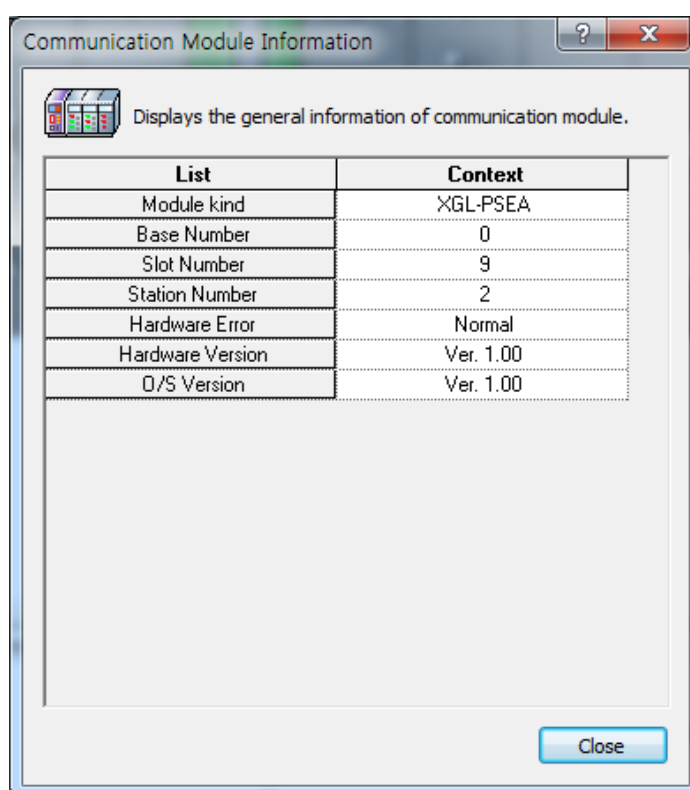 Communication Module Information
Displays the general information of communication module.
List Context
Module kind XGL-PSEA
Base Number 0
Slot Number 9
Station Number 2
Hardware Error Normal
Hardware Version Ver. 1.00
O/S Version Ver. 1.00
Close